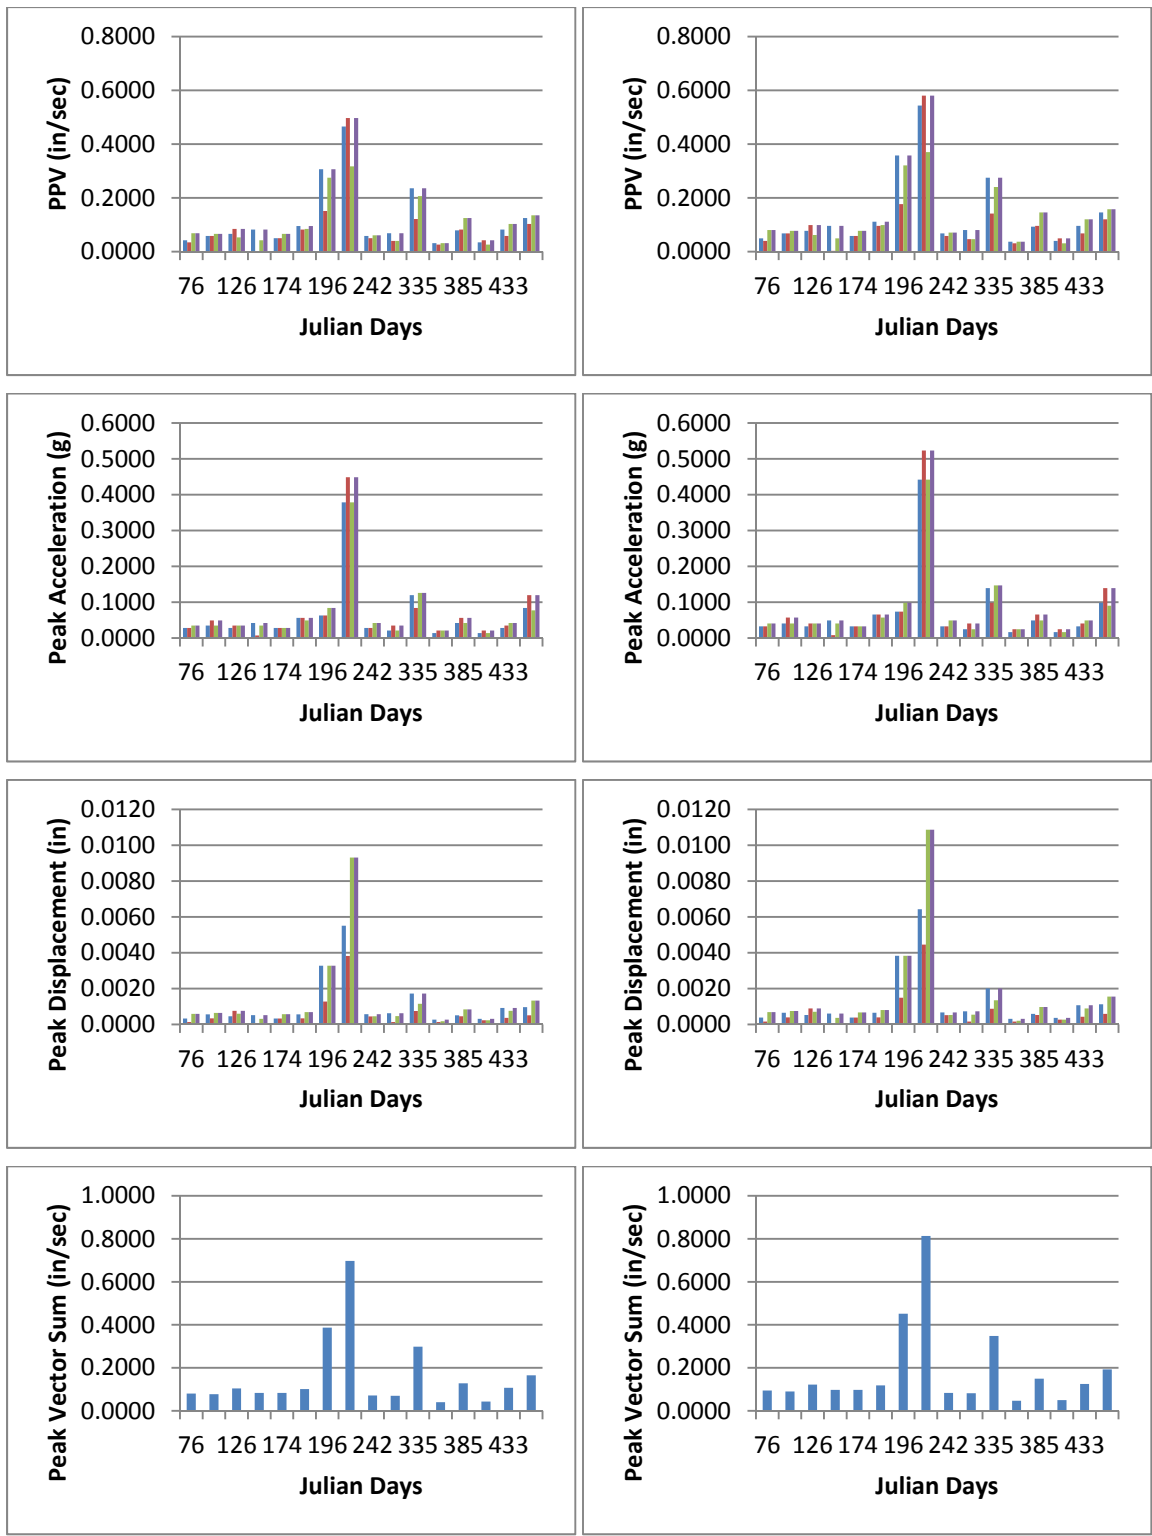 0.8000
0.6000
0.4000
0.2000
0.0000
PPV (in/sec)
76 126 174 196 242 335 385 433
Julian Days
0.8000
0.6000
0.4000
0.2000
0.0000
PPV (in/sec)
76 126 174 196 242 335 385 433
Julian Days
0.6000
0.5000
0.4000
0.3000
0.2000
0.1000
0.0000
Peak Acceleration (g)
76 126 174 196 242 335 385 433
Julian Days
0.6000
0.5000
0.4000
0.3000
0.2000
0.1000
0.0000
Peak Acceleration (g)
76 126 174 196 242 335 385 433
Julian Days
0.0120
0.0100
0.0080
0.0060
0.0040
0.0020
0.0000
Peak Displacement (in)
76 126 174 196 242 335 385 433
Julian Days
0.0120
0.0100
0.0080
0.0060
0.0040
0.0020
0.0000
Peak Displacement (in)
76 126 174 196 242 335 385 433
Julian Days
1.0000
0.8000
0.6000
0.4000
0.2000
0.0000
Peak Vector Sum (in/sec)
76 126 174 196 242 335 385 433
Julian Days
1.0000
0.8000
0.6000
0.4000
0.2000
0.0000
Peak Vector Sum (in/sec)
76 126 174 196 242 335 385 433
Julian Days